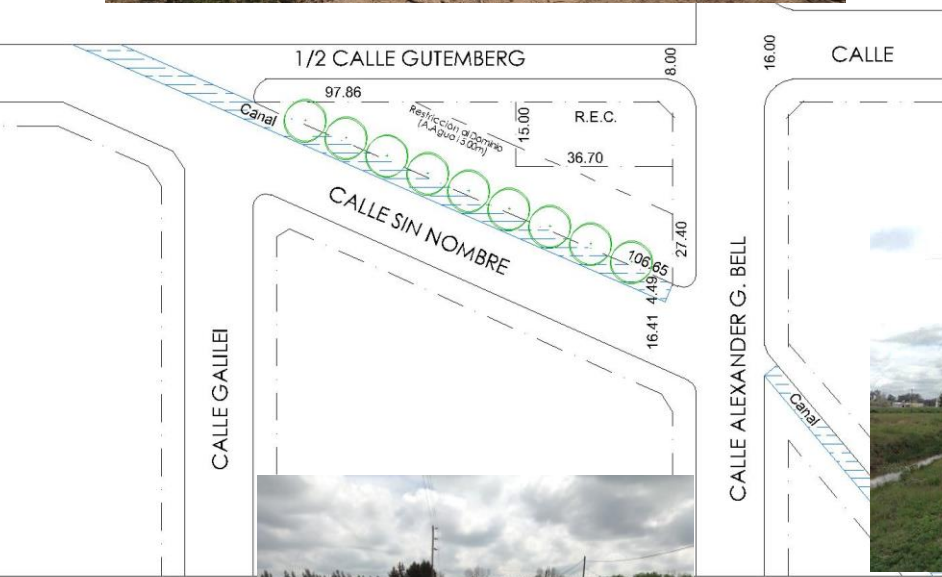 1/2 CALLE GUTEMBERG
8.00
16.00
CALLE
97.86
Canal
Restricción al Dominio
(A.Agua 15.00m)
15.00
R.E.C.
36.70
CALLE SIN NOMBRE
27.40
106.65
4.49
16.41
CALLE GALILEI
CALLE ALEXANDER G. BELL
Canal